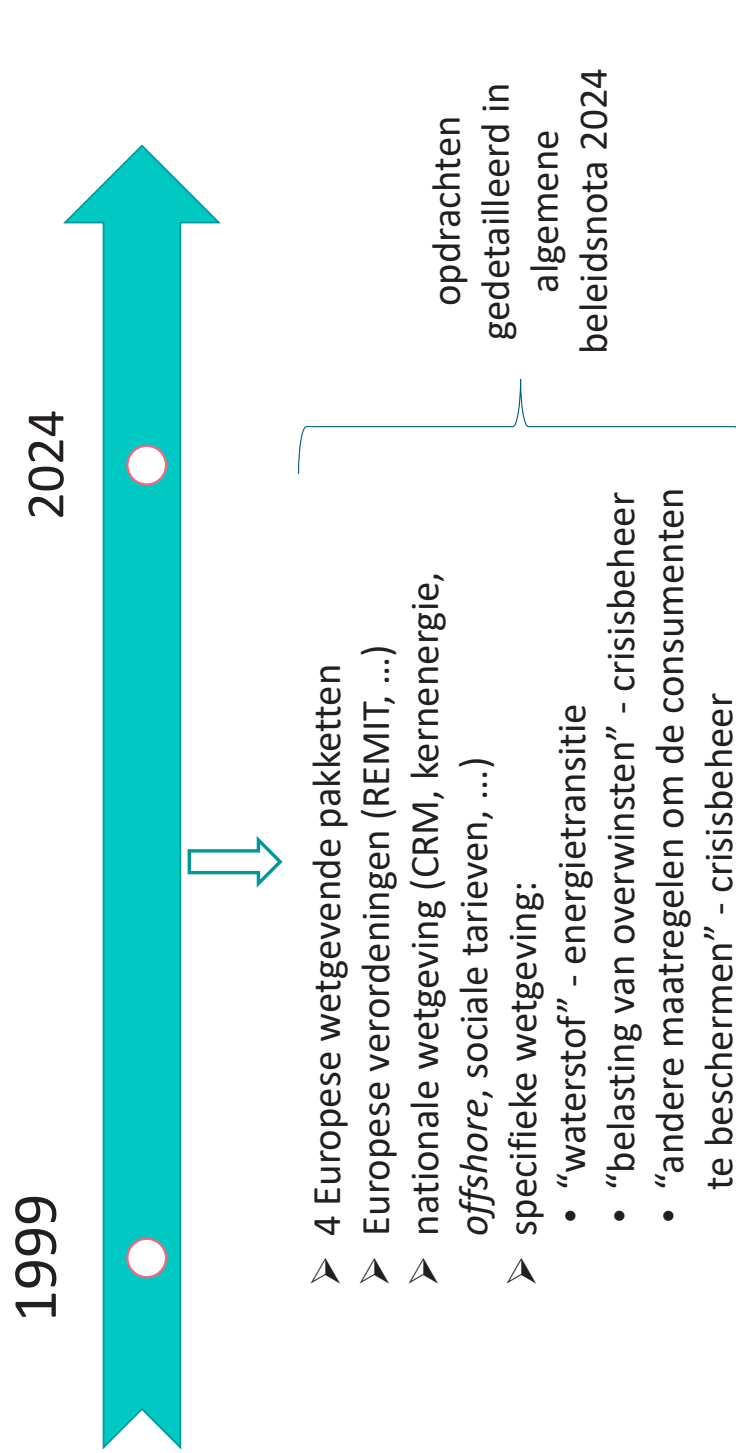 1999
2024
➢ 4 Europese wetgevende pakketten
➢ Europese verordeningen (REMIT, ...)
➢ nationale wetgeving (CRM, kernenergie,
offshore, sociale tarieven, ...)
➢ specifieke wetgeving:
• “waterstof” - energietransitie
• “belasting van overwinsten” - crisisbeheer
• “andere maatregelen om de consumenten
te beschermen” - crisisbeheer
opdrachten
gedetailleerd in
algemene
beleidsnota 2024